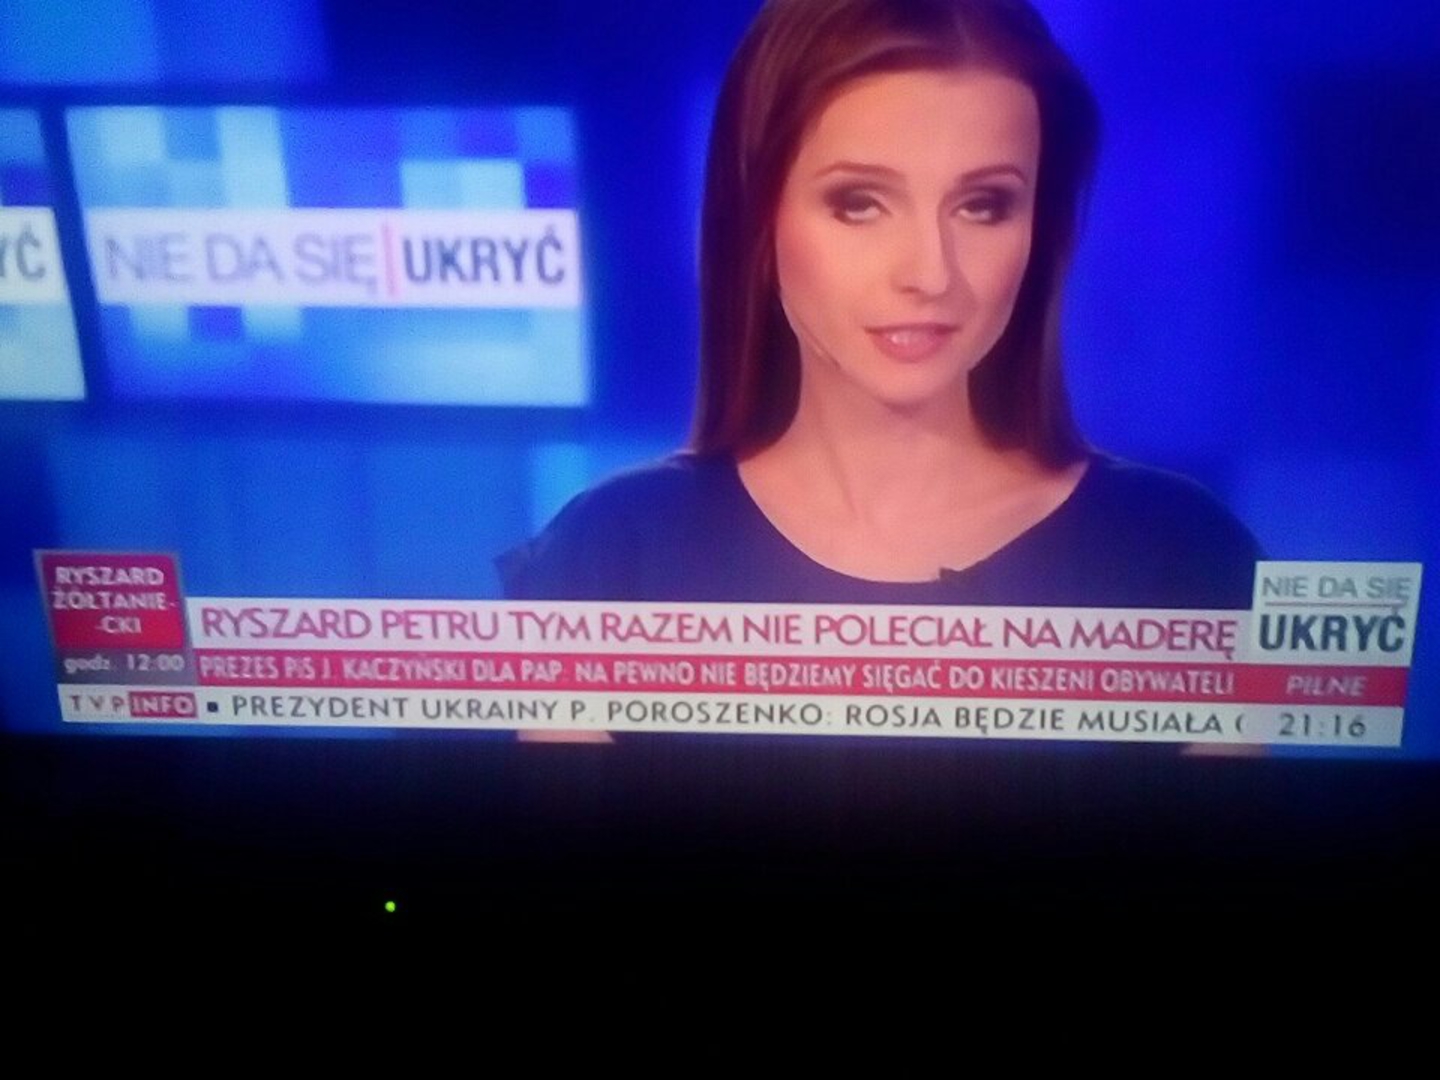 YĆ
NIE DA SIĘ UKRYĆ
RYSZARD
ŻÓŁTANIE-
-CKI
godz. 12:00
RYSZARD PETRU TYM RAZEM NIE POLECIAŁ NA MADERĘ
NIE DA SIĘ
UKRYĆ
PREZES PiS J. KACZYŃSKI DLA PAP: NA PEWNO NIE BĘDZIEMY SIĘGAĆ DO KIESZENI OBYWATELI
PILNE
TVP INFO ▪ PREZYDENT UKRAINY P. POROSZENKO: ROSJA BĘDZIE MUSIAŁA
21:16